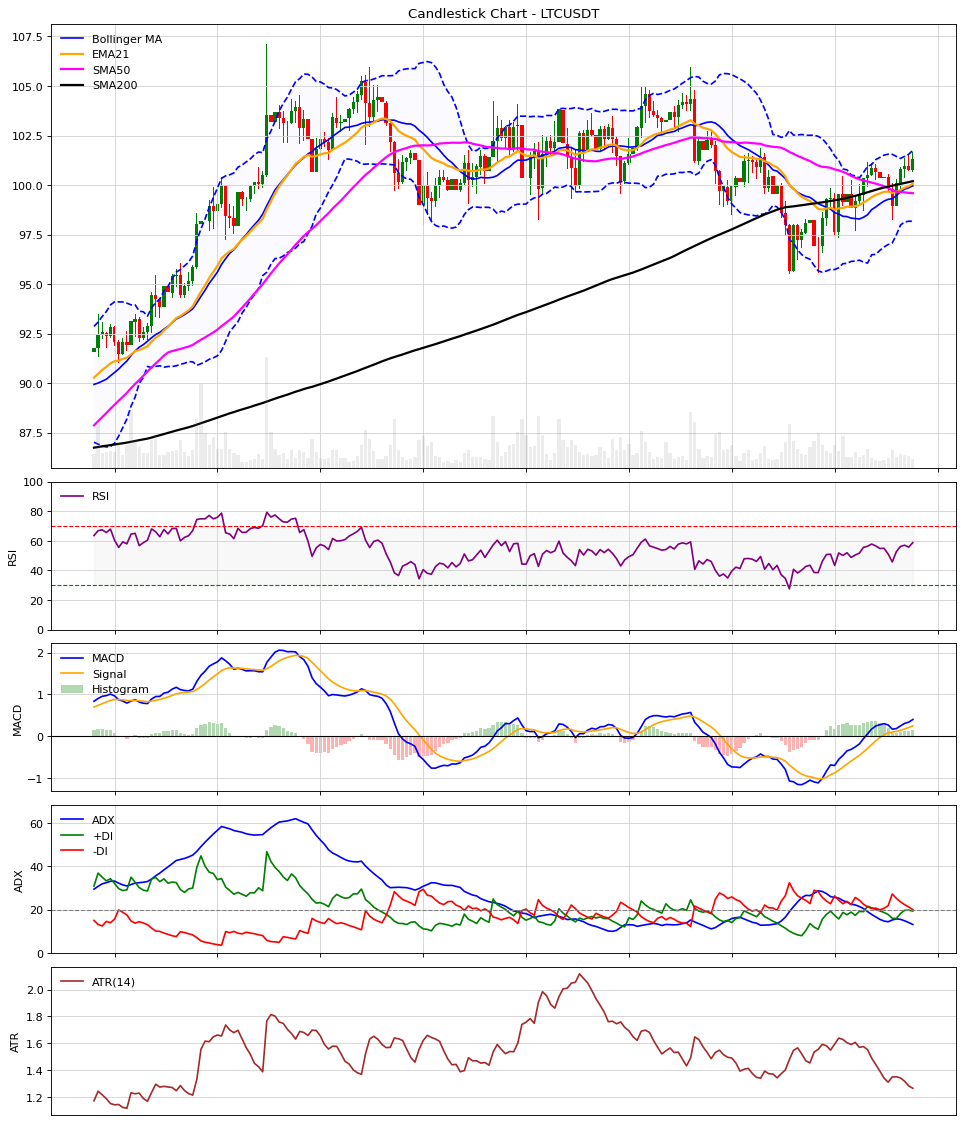 Candlestick Chart - LTCUSDT
107.5
105.0
102.5
100.0
97.5
95.0
92.5
90.0
87.5
Bollinger MA
EMA21
SMA50
SMA200
100
80
60
40
20
0
RSI
RSI
2
1
0
−1
MACD
MACD
Signal
Histogram
60
40
20
0
ADX
ADX
+DI
-DI
2.0
1.8
1.6
1.4
1.2
ATR
ATR(14)